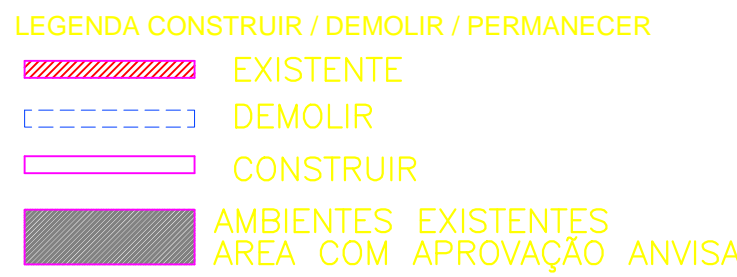 LEGENDA CONSTRUIR / DEMOLIR / PERMANECER
EXISTENTE
DEMOLIR
CONSTRUIR
AMBIENTES EXISTENTES
AREA COM APROVAÇÃO ANVISA